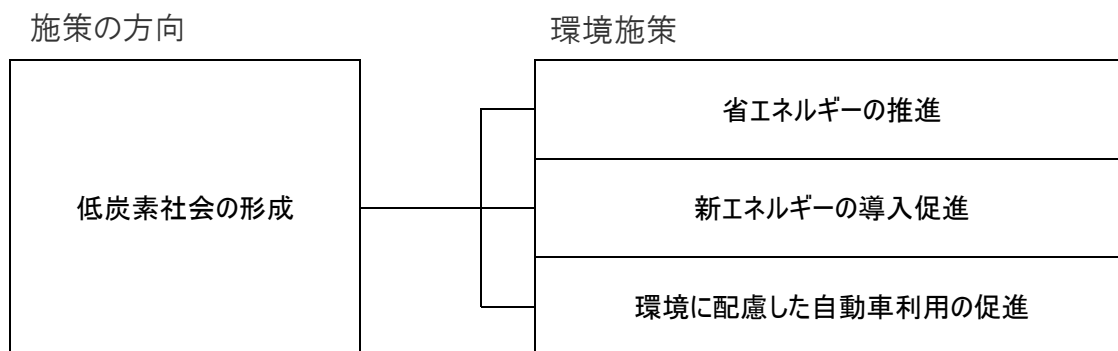 施策の方向
環境施策
低炭素社会の形成
省エネルギーの推進
新エネルギーの導入促進
環境に配慮した自動車利用の促進